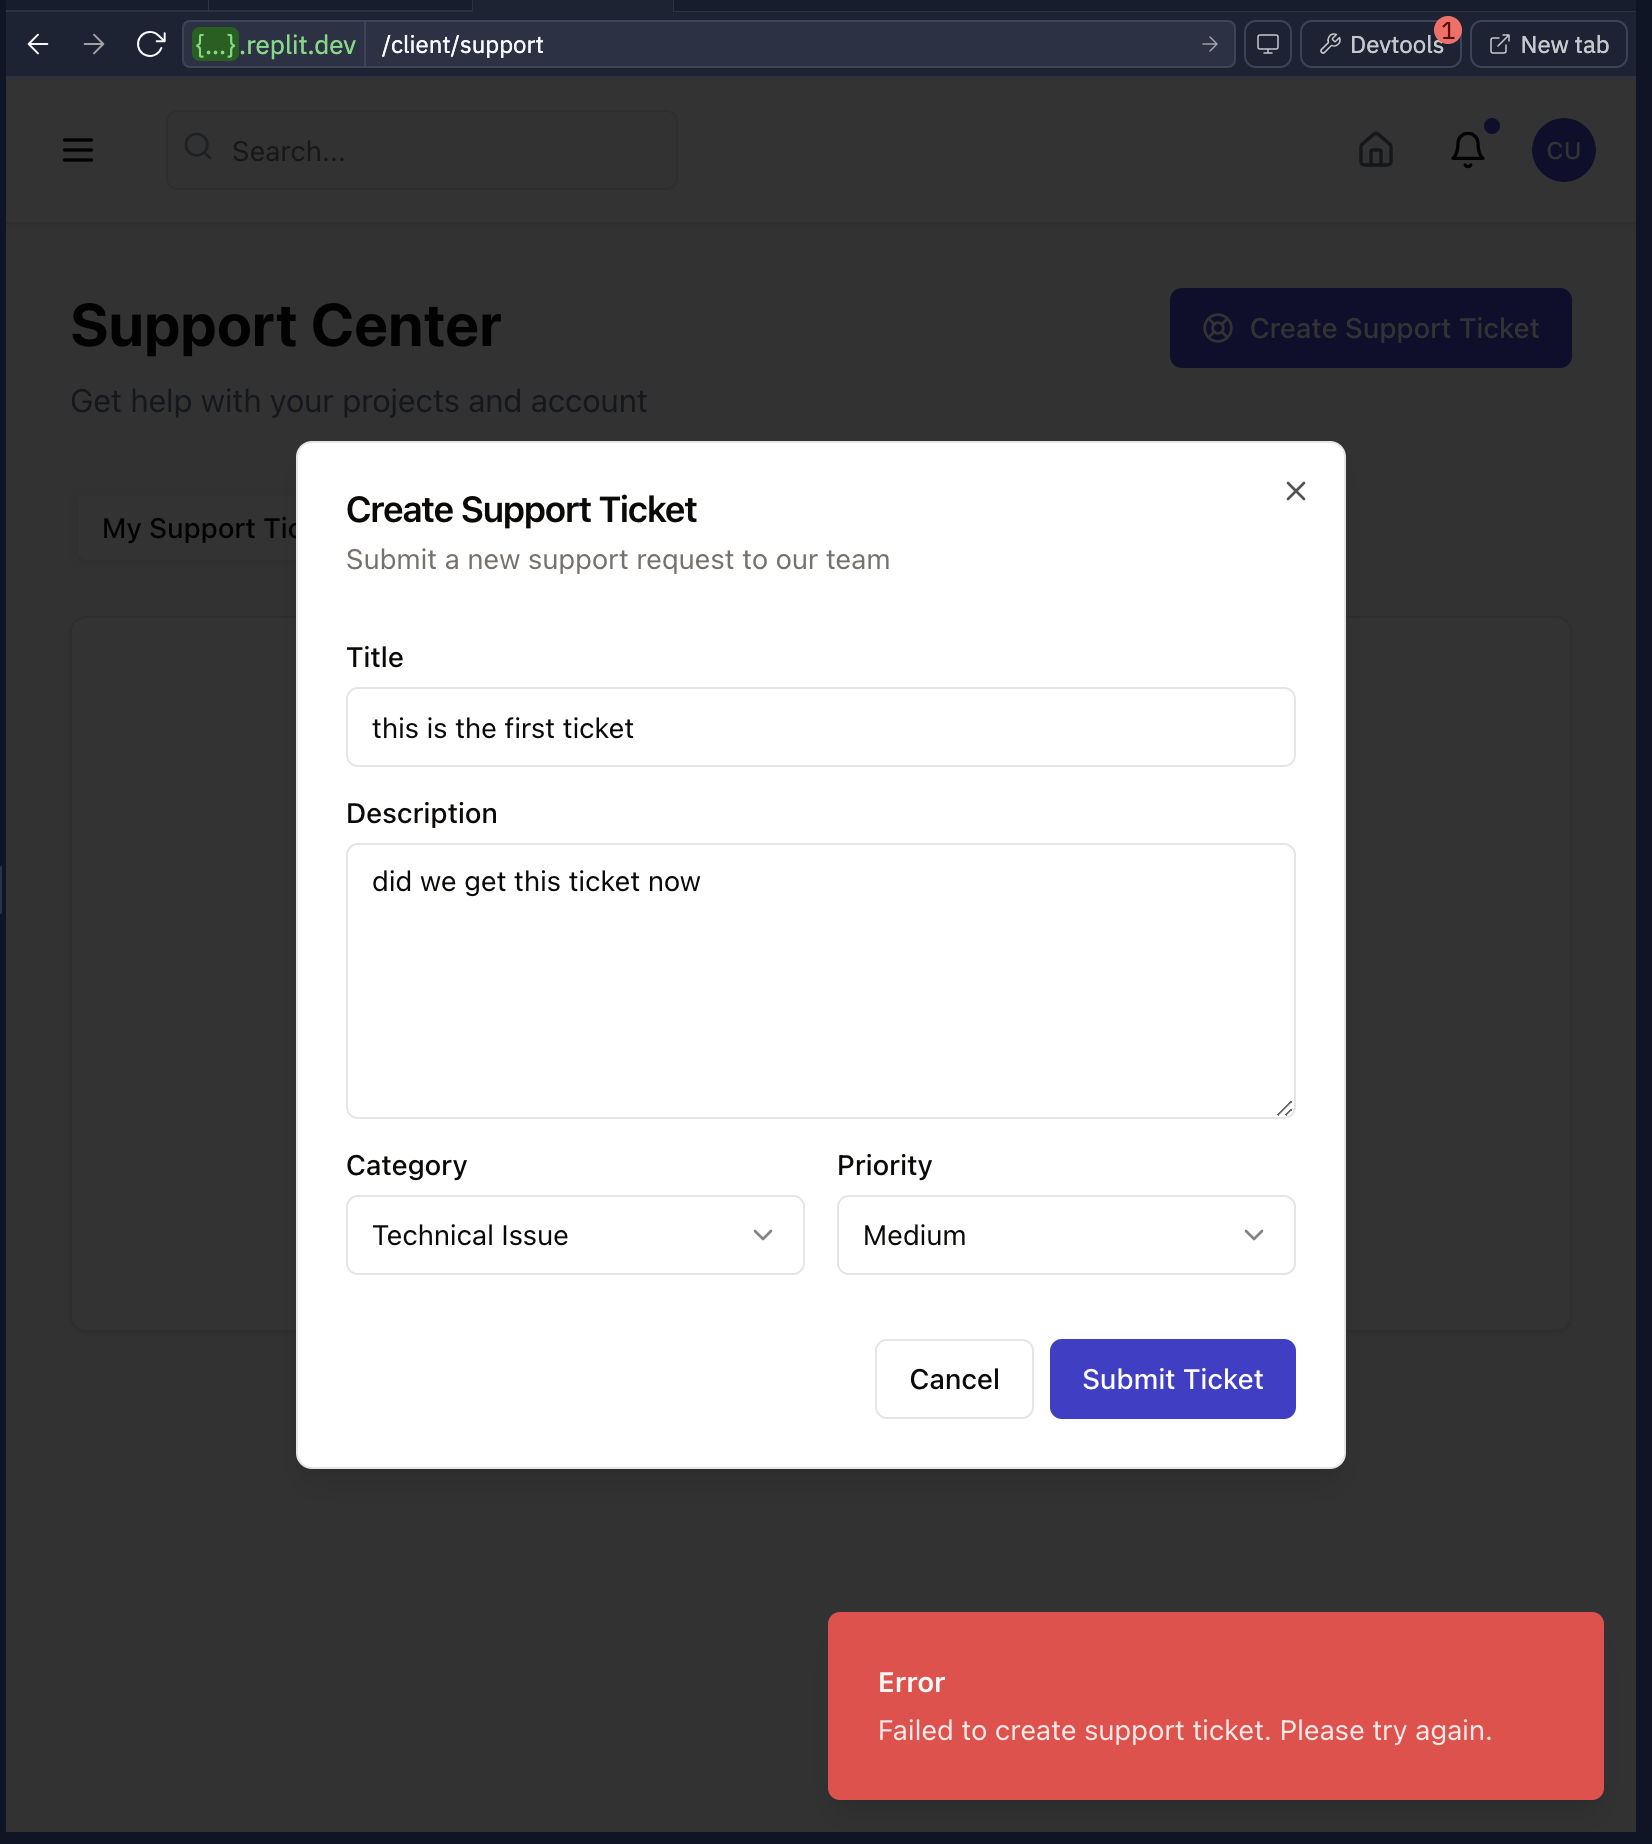 {...}.replit.dev /client/support
Devtools 1
New tab
Search...
CU
Support Center
Create Support Ticket
Get help with your projects and account
My Support Tic
Create Support Ticket
Submit a new support request to our team
Title
this is the first ticket
Description
did we get this ticket now
Category Priority
Technical Issue Medium
Cancel Submit Ticket
Error
Failed to create support ticket. Please try again.